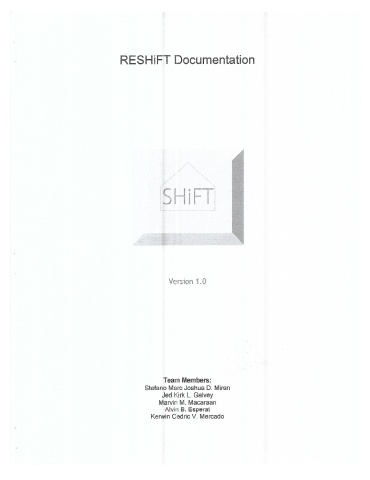 RESHiFT Documentation
SHiFT
Version 1.0
Team Members:
Stefano Marc Joshua D. Miran
Jed Kirk L. Galvey
Marvin M. Macaraan
Alvin B. Esperat
Kerwin Cedric V. Mercado